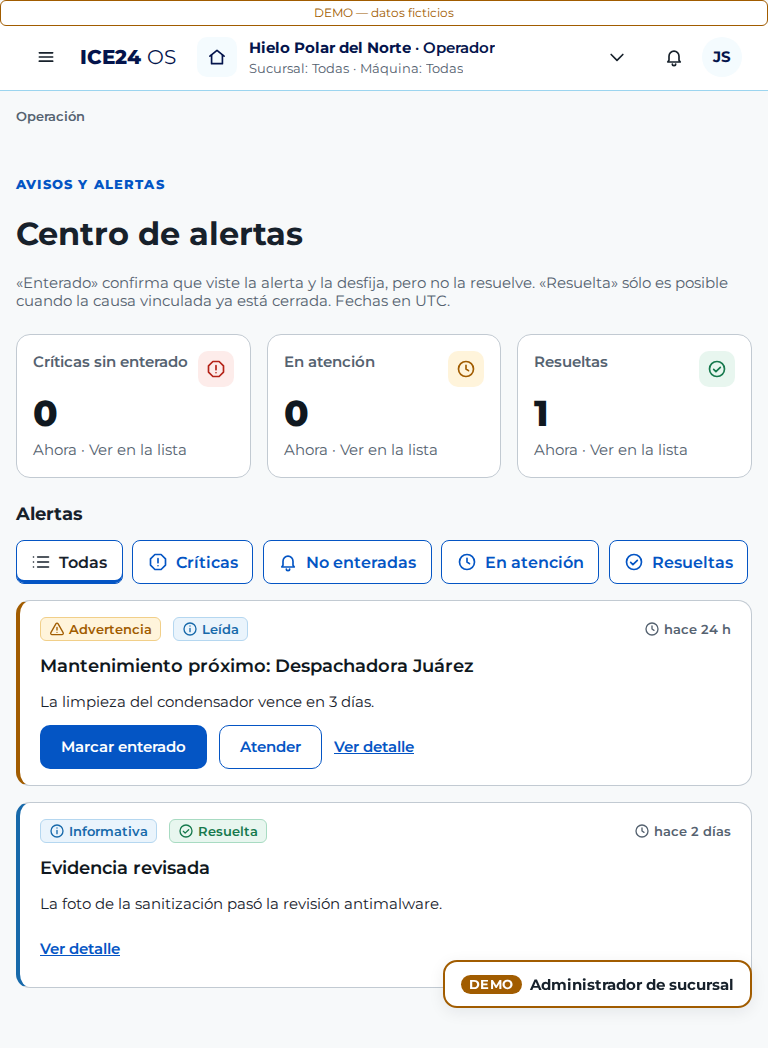 DEMO — datos ficticios
ICE24 OS
Hielo Polar del Norte · Operador
Sucursal: Todas · Máquina: Todas
JS
Operación
AVISOS Y ALERTAS
Centro de alertas
«Enterado» confirma que viste la alerta y la desfija, pero no la resuelve. «Resuelta» sólo es posible
cuando la causa vinculada ya está cerrada. Fechas en UTC.
Críticas sin enterado
0
Ahora · Ver en la lista
En atención
0
Ahora · Ver en la lista
Resueltas
1
Ahora · Ver en la lista
Alertas
Todas
Críticas
No enteradas
En atención
Resueltas
Advertencia
Leída
hace 24 h
Mantenimiento próximo: Despachadora Juárez
La limpieza del condensador vence en 3 días.
Marcar enterado
Atender
Ver detalle
Informativa
Resuelta
hace 2 días
Evidencia revisada
La foto de la sanitización pasó la revisión antimalware.
Ver detalle
DEMO Administrador de sucursal